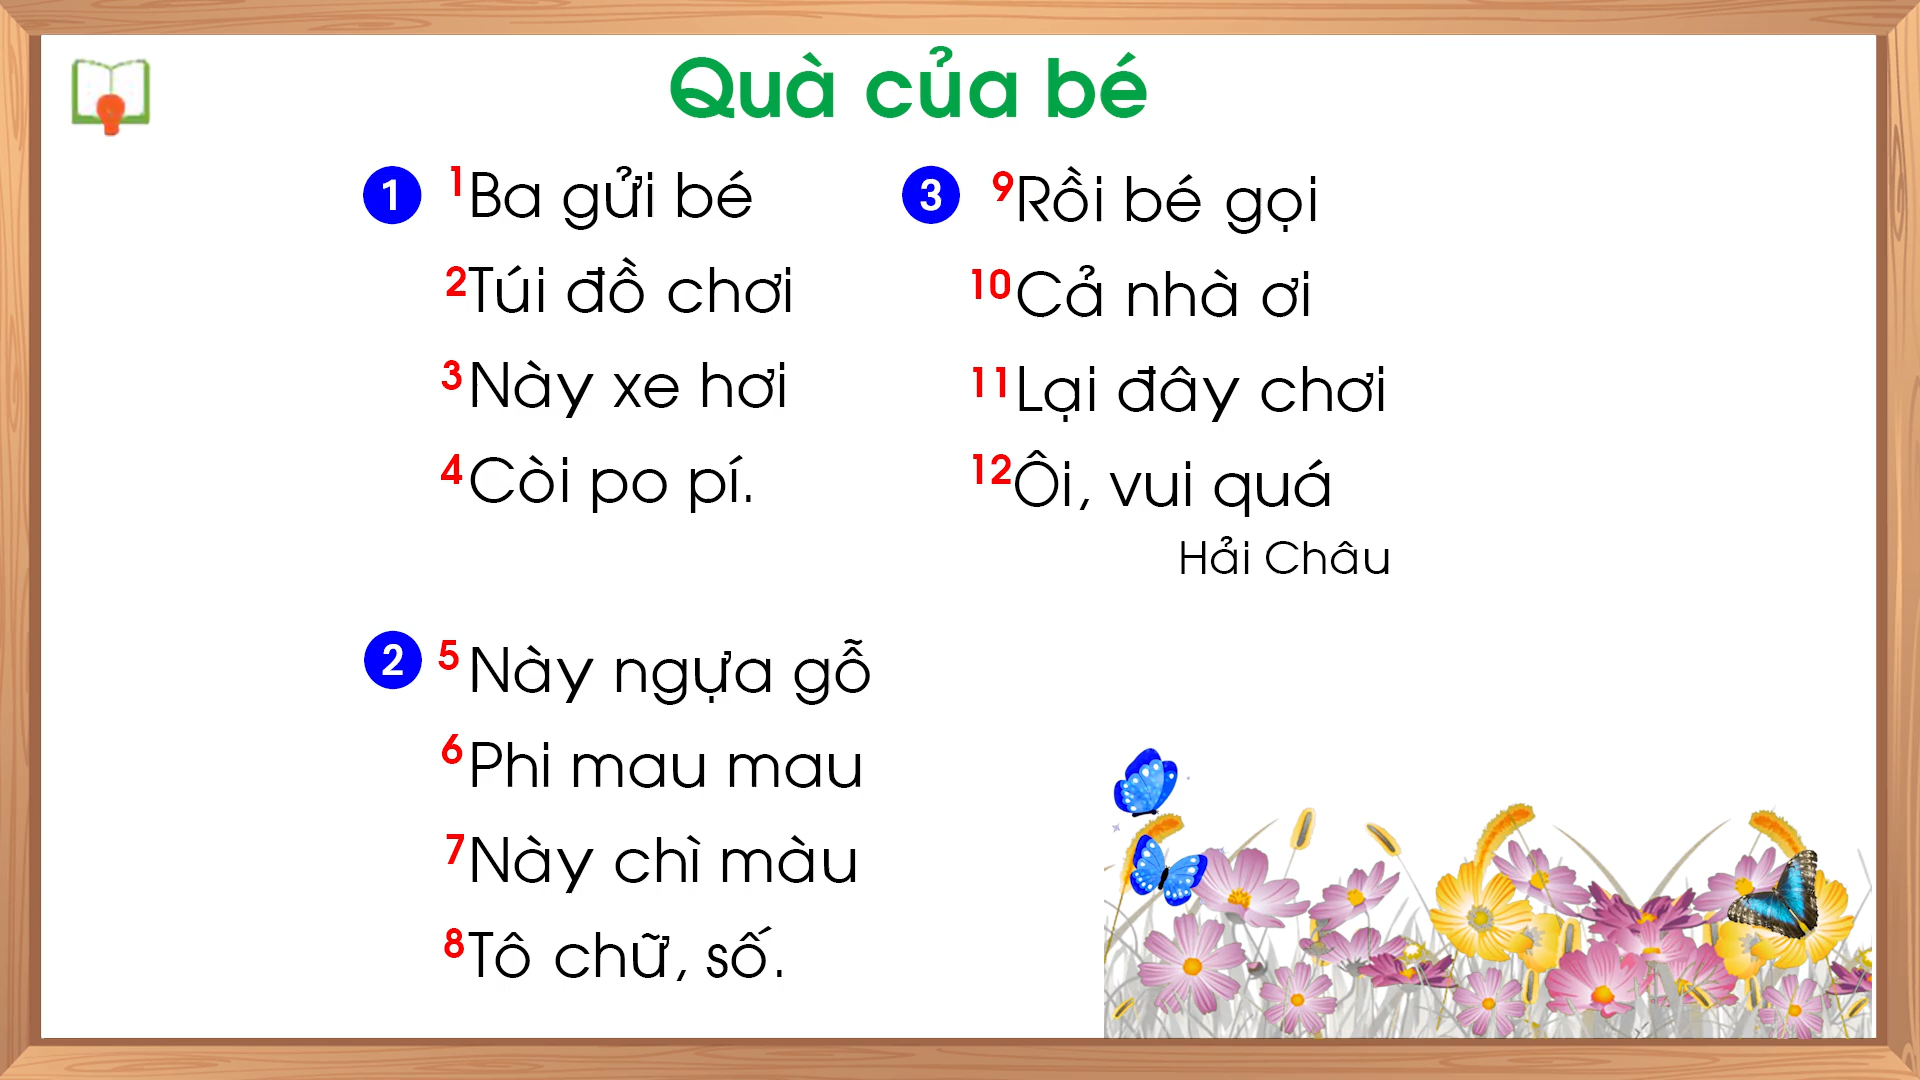 Quà của bé
1
1Ba gửi bé
2Túi đồ chơi
3Này xe hơi
4Còi po pí.
2
5Này ngựa gỗ
6Phi mau mau
7Này chì màu
8Tô chữ, số.
3
9Rồi bé gọi
10Cả nhà ơi
11Lại đây chơi
12Ôi, vui quá
Hải Châu